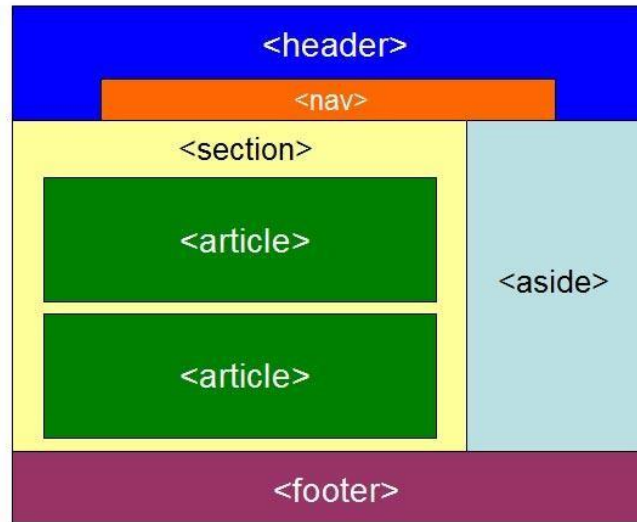 <header>
<nav>
<section>
<article>
<article>
<aside>
<footer>